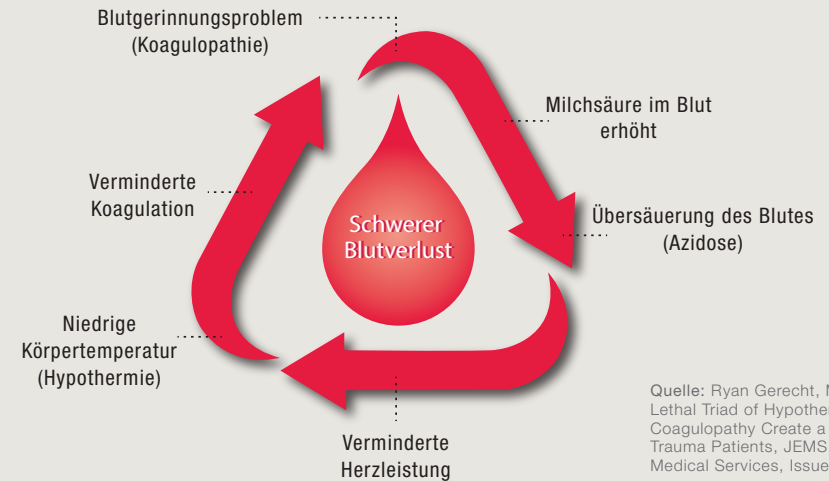 Blutgerinnungsproblem
(Koagulopathie)
Milchsäure im Blut
erhöht
Verminderte
Koagulation
Schwerer
Blutverlust
Übersäuerung des Blutes
(Azidose)
Niedrige
Körpertemperatur
(Hypothermie)
Verminderte
Herzleistung
Quelle: Ryan Gerecht,
Lethal Triad of
Coagulopathy Create a
Trauma Patients, JEMS
Medical Services,